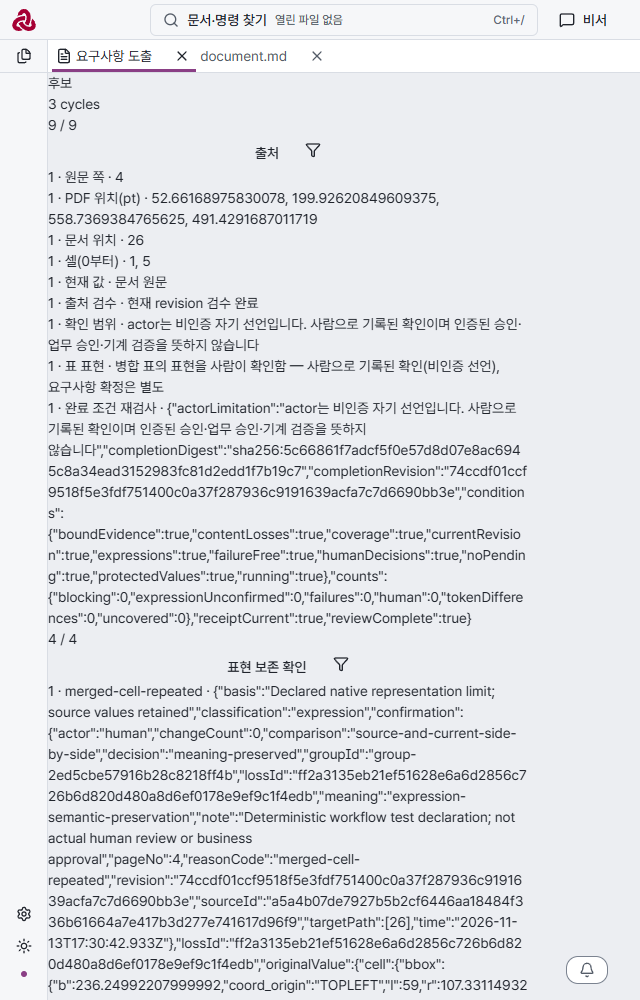 문서·명령 찾기 열린 파일 없음 Ctrl+/ 비서
요구사항 도출 document.md
후보
3 cycles
9 / 9
출처
1 · 원문 쪽 · 4
1 · PDF 위치(pt) · 52.66168975830078, 199.92620849609375,
558.7369384765625, 491.4291687011719
1 · 문서 위치 · 26
1 · 셀(0부터) · 1, 5
1 · 현재 값 · 문서 원문
1 · 출처 검수 · 현재 revision 검수 완료
1 · 확인 범위 · actor는 비인증 자기 선언입니다. 사람으로 기록된 확인이며 인증된 승인·
업무 승인·기계 검증을 뜻하지 않습니다
1 · 표 표현 · 병합 표의 표현을 사람이 확인함 — 사람으로 기록된 확인(비인증 선언),
요구사항 확정은 별도
1 · 완료 조건 재검사 · {"actorLimitation":"actor는 비인증 자기 선언입니다. 사람으로
기록된 확인이며 인증된 승인·업무 승인·기계 검증을 뜻하지
않습니다","completionDigest":"sha256:5c66861f7adcf5f0e57d8d07e8ac694
5c8a34ead3152983fc81d2edd1f7b19c7","completionRevision":"74ccdf01ccf
9518f5e3fdf751400c0a37f287936c9191639acfa7c7d6690bb3e","condition
s":
{"boundEvidence":true,"contentLosses":true,"coverage":true,"currentRevisio
n":true,"expressions":true,"failureFree":true,"humanDecisions":true,"noPendin
g":true,"protectedValues":true,"running":true},"counts":
{"blocking":0,"expressionUnconfirmed":0,"failures":0,"human":0,"tokenDiffere
nces":0,"uncovered":0},"receiptCurrent":true,"reviewComplete":true}
4 / 4
표현 보존 확인
1 · merged-cell-repeated · {"basis":"Declared native representation limit;
source values retained","classification":"expression","confirmation":
{"actor":"human","changeCount":0,"comparison":"source-and-current-side-
by-side","decision":"meaning-preserved","groupId":"group-
2ed5cbe57916b28c8218ff4b","lossId":"ff2a3135eb21ef51628e6a6d2856c7
26b6d820d480a8d6ef0178e9ef9c1f4edb","meaning":"expression-
semantic-preservation","note":"Deterministic workflow test declaration; not
actual human review or business
approval","pageNo":4,"reasonCode":"merged-cell-
repeated","revision":"74ccdf01ccf9518f5e3fdf751400c0a37f287936c91916
39acfa7c7d6690bb3e","sourceId":"a5a4b07de7927b5b2cf6446aa18484f3
36b61664a7e417b3d277e741617d96f9","targetPath":[26],"time":"2026-11-
13T17:30:42.933Z"},"lossId":"ff2a3135eb21ef51628e6a6d2856c726b6d82
0d480a8d6ef0178e9ef9c1f4edb","originalValue":{"cell":{"bbox":
{"b":236.24992207999992,"coord_origin":"TOPLEFT","l":59,"r":107.33114932